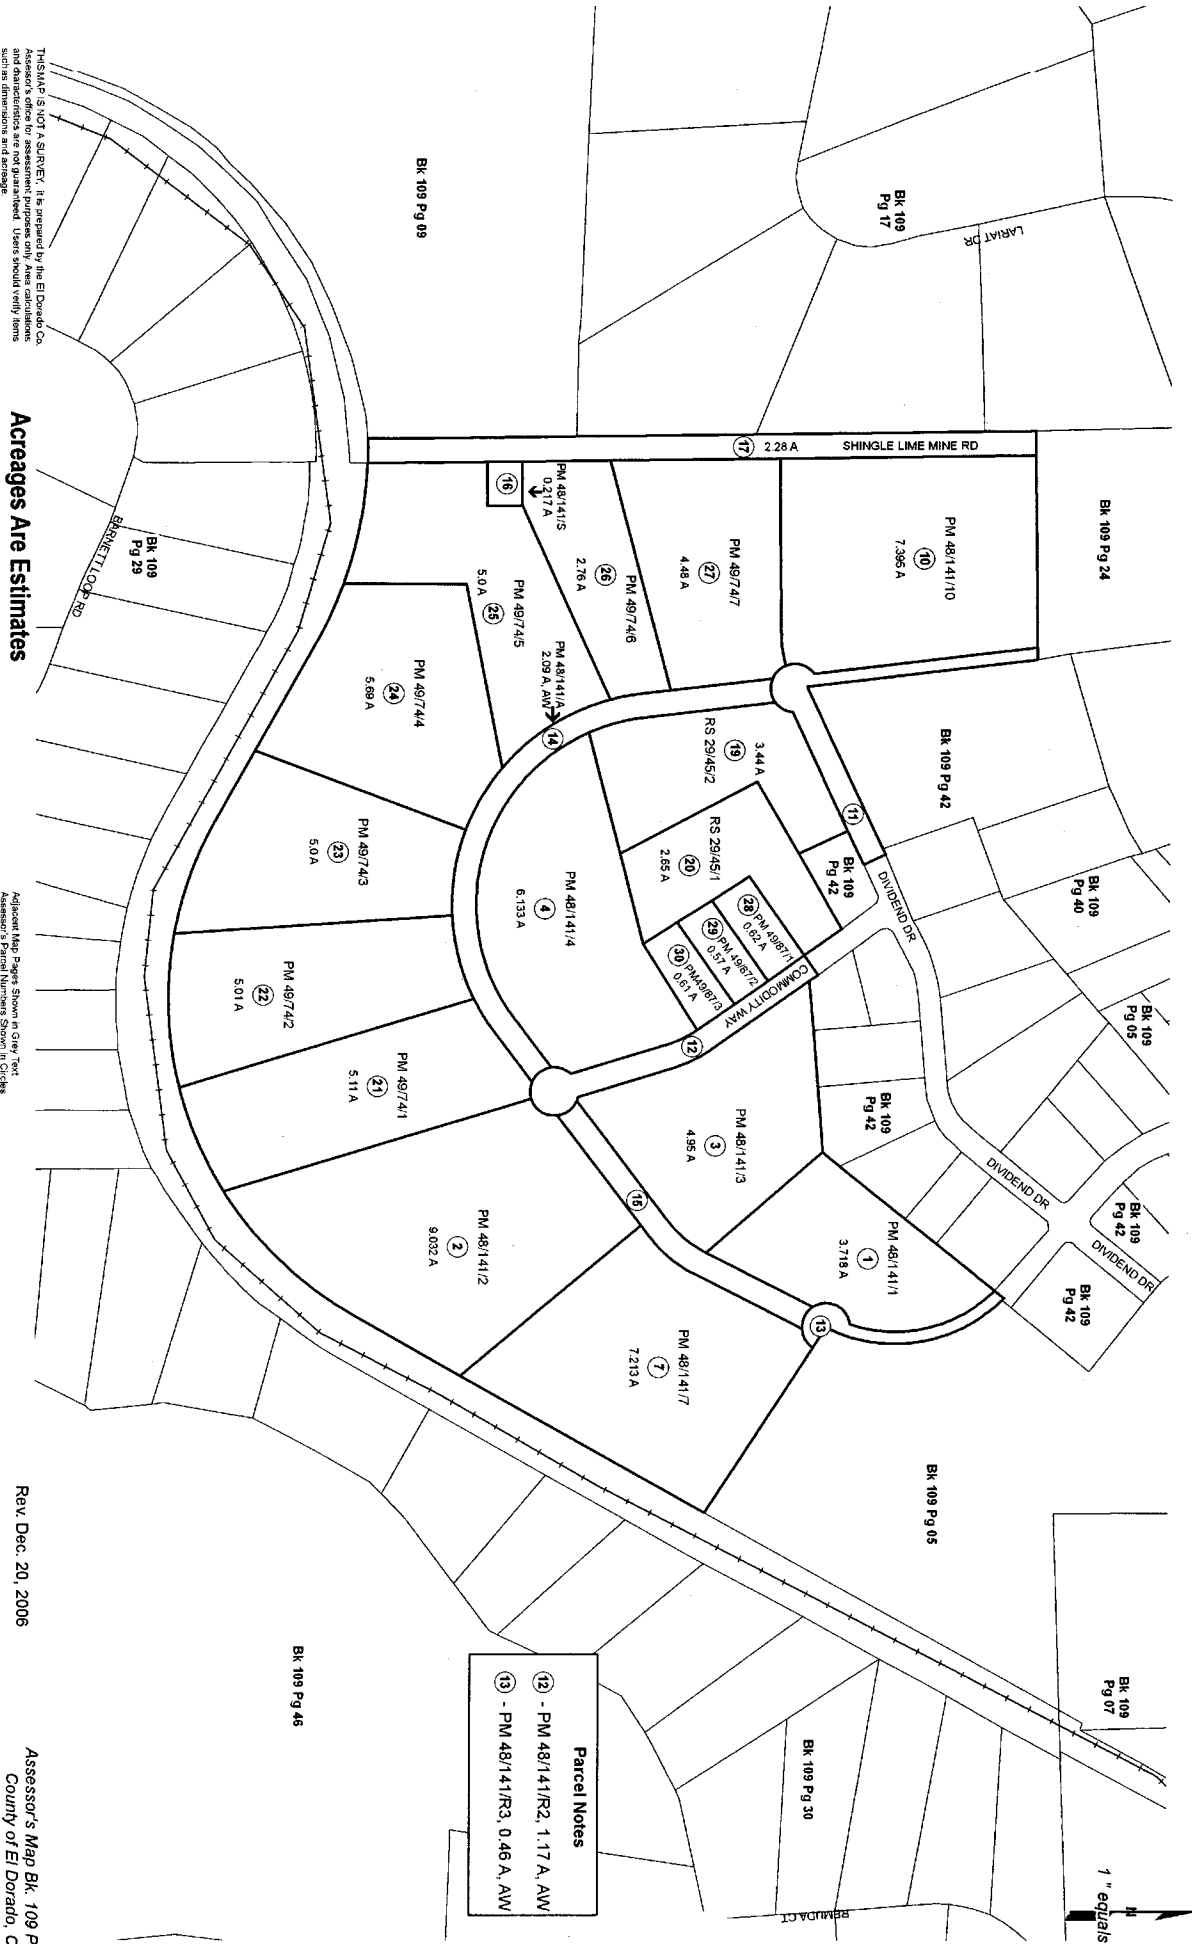 Bk 109 Pg 24
Bk 109
Pg 17
LARIAT DR
Bk 109 Pg 09
SHINGLE LIME MINE RD
2.28 A
17
PM 48/141/10
10
7.396 A
PM 49/74/7
27
4.48 A
PM 49/74/6
26
2.76 A
PM 48/141/S
0.217 A
16
PM 49/74/5
25
5.0 A
PM 48/141/A
2.09 A, AW
14
PM 49/74/4
24
5.69 A
Bk 109 Pg 42
3.44 A
19
RS 29/45/2
11
Bk 109
Pg 42
DIVIDEND DR
RS 29/45/1
20
2.65 A
28
PM 49/87/1
0.62 A
29
PM 49/87/2
0.57 A
30
PM49/87/3
0.61 A
COMMODITY WAY
12
PM 48/141/4
4
6.133 A
PM 49/74/3
23
5.0 A
PM 49/74/2
22
5.01 A
PM 49/74/1
21
5.11 A
Bk 109
Pg 40
Bk 109
Pg 05
Bk 109
Pg 42
DIVIDEND DR
Bk 109
Pg 42
DIVIDEND DR
Bk 109
Pg 42
PM 48/141/3
3
4.95 A
PM 48/141/1
1
3.718 A
15
13
PM 48/141/2
2
9.032 A
PM 48/141/7
7
7.213 A
Bk 109 Pg 05
Bk 109
Pg 07
Bk 109 Pg 30
REMUDA CT
Bk 109 Pg 46
Bk 109
Pg 29
BARNETT LOOP RD
N
1 " equals
Parcel Notes
12 - PM 48/141/R2, 1.17 A, AW
13 - PM 48/141/R3, 0.46 A, AW
THIS MAP IS NOT A SURVEY. It is prepared by the El Dorado Co.
Assessor's office for assessment purposes only. Area calculations
and characteristics are not guaranteed. Users should verify items
such as dimensions and acreage.
Acreages Are Estimates
Adjacent Map Pages Shown in Grey Text
Assessor's Parcel Numbers Shown in Circles
Rev. Dec. 20, 2006
Assessor's Map Bk. 109 P
County of El Dorado, C